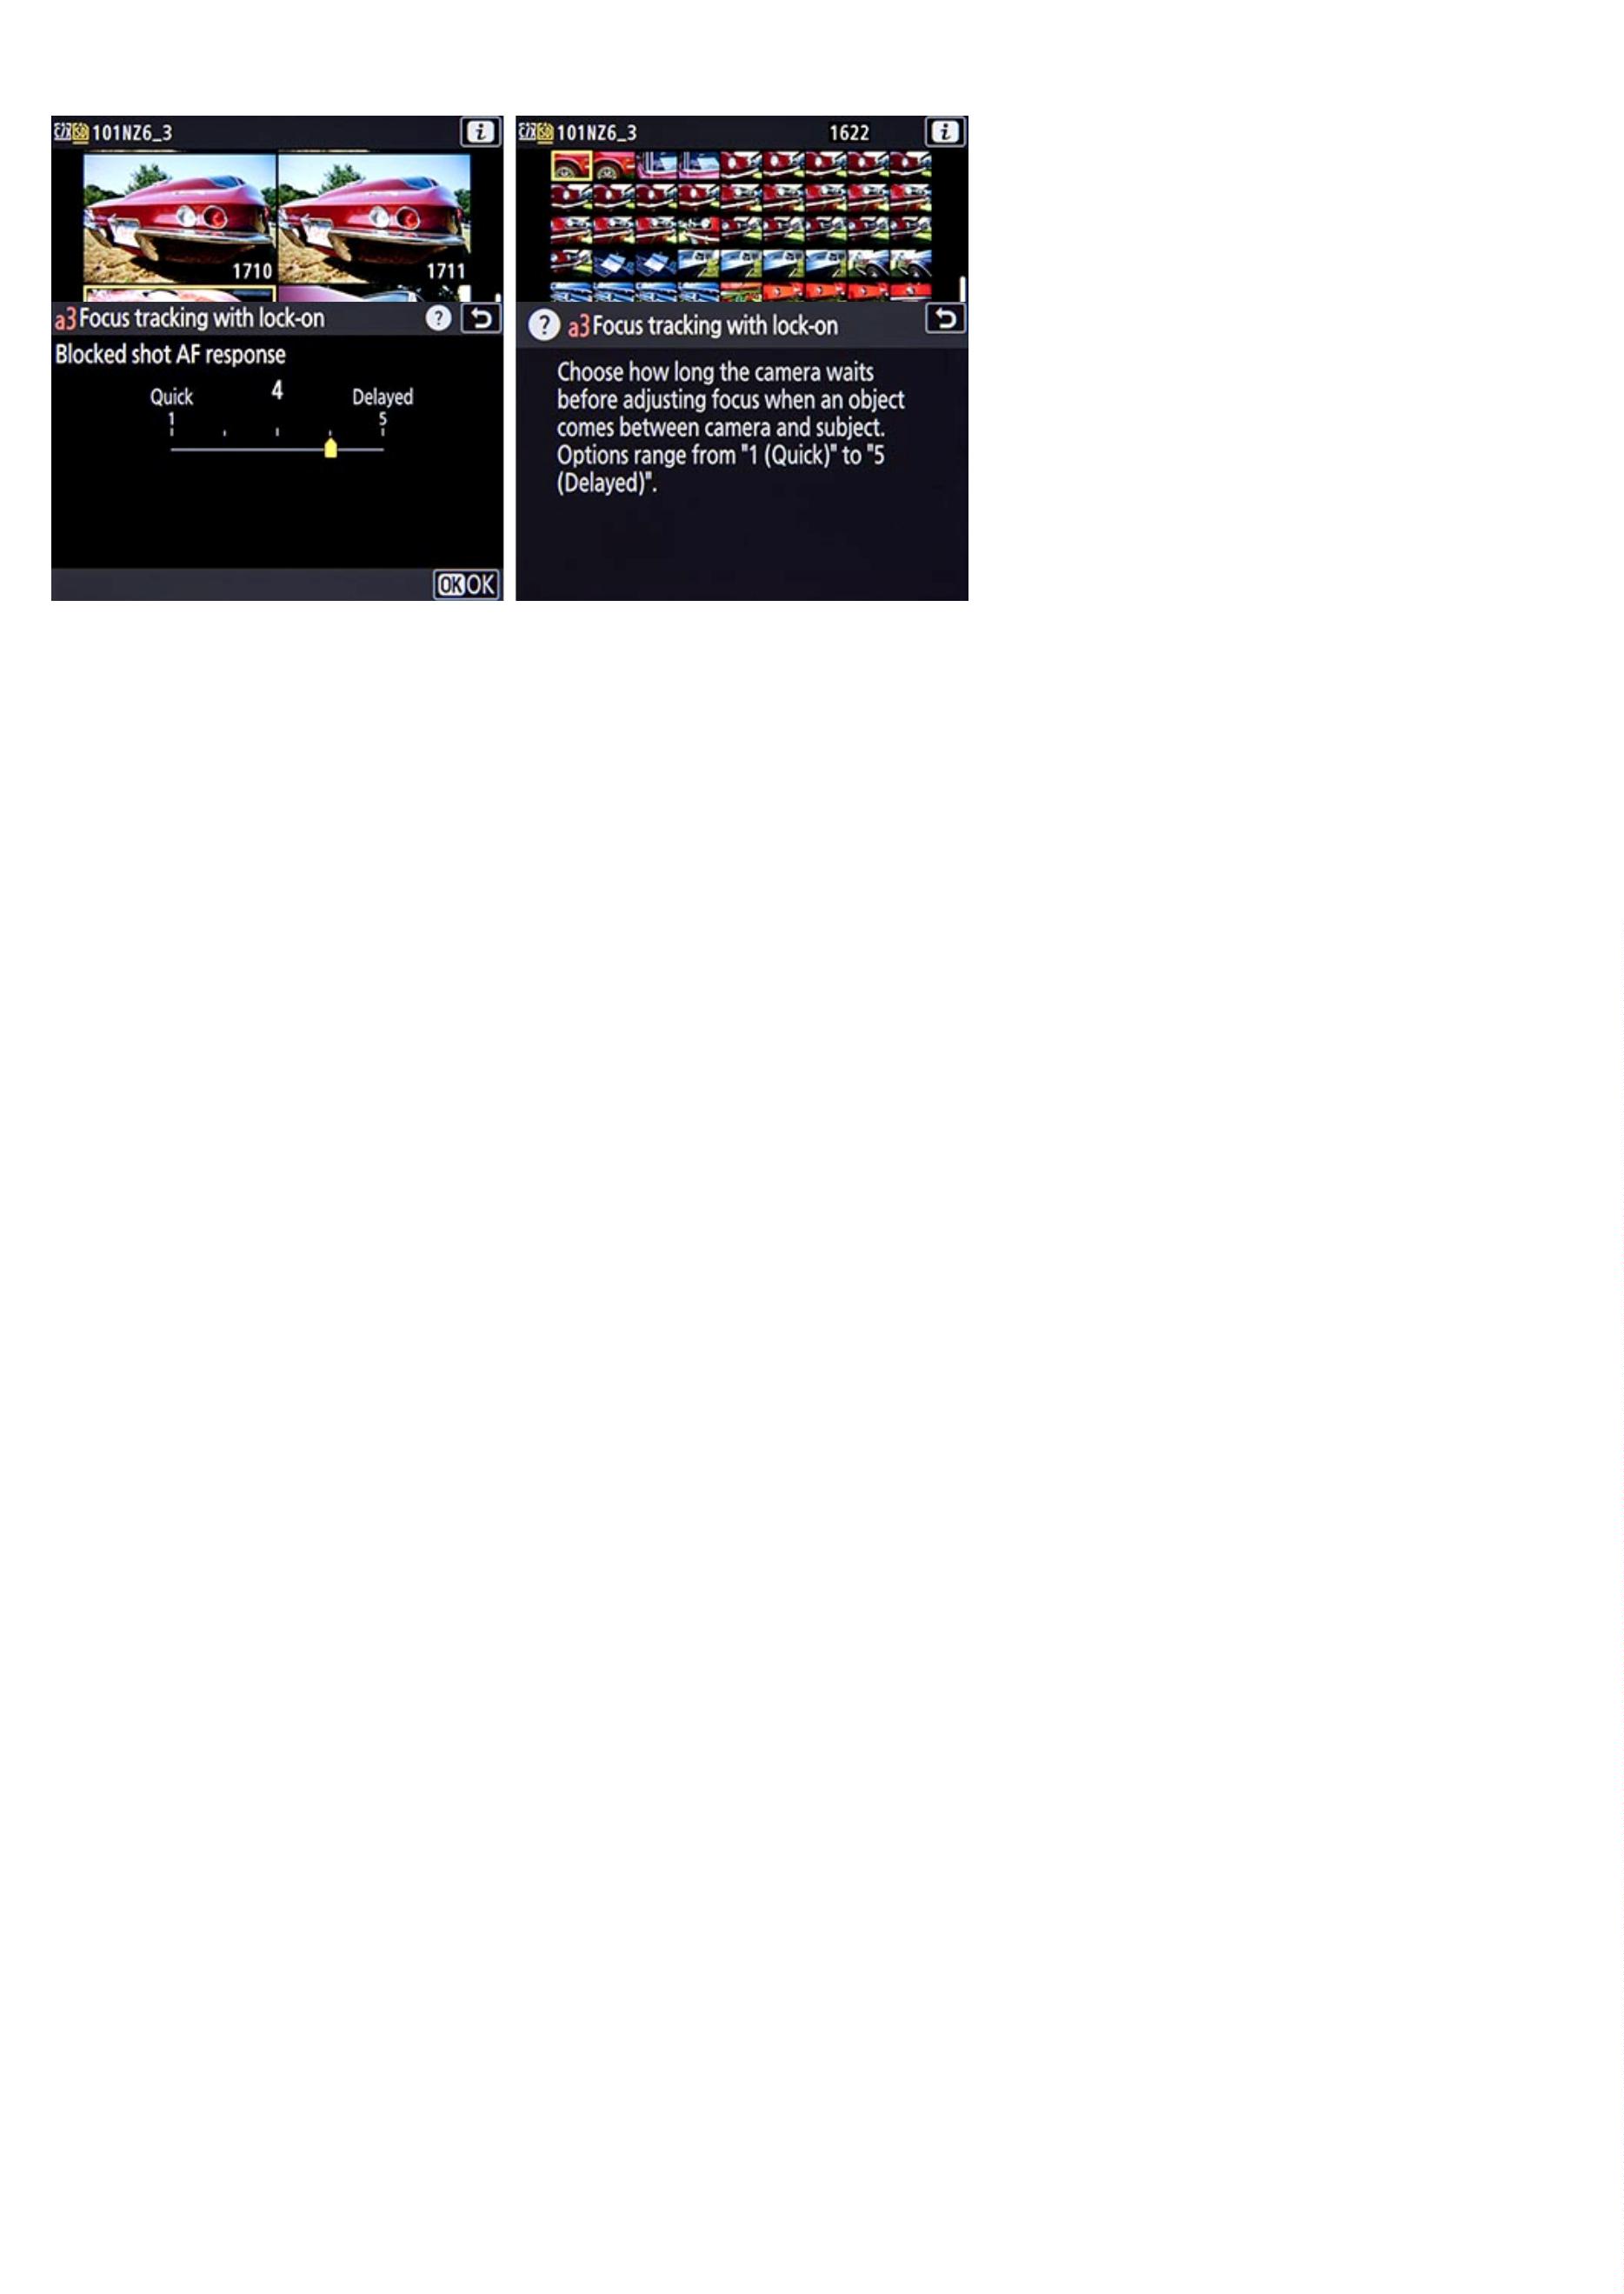 101NZ6_3 i
1710 1711
a3 Focus tracking with lock-on ?
Blocked shot AF response
Quick 4 Delayed
1 5
OK OK
101NZ6_3 1622 i
? a3 Focus tracking with lock-on
Choose how long the camera waits
before adjusting focus when an object
comes between camera and subject.
Options range from "1 (Quick)" to "5
(Delayed)".